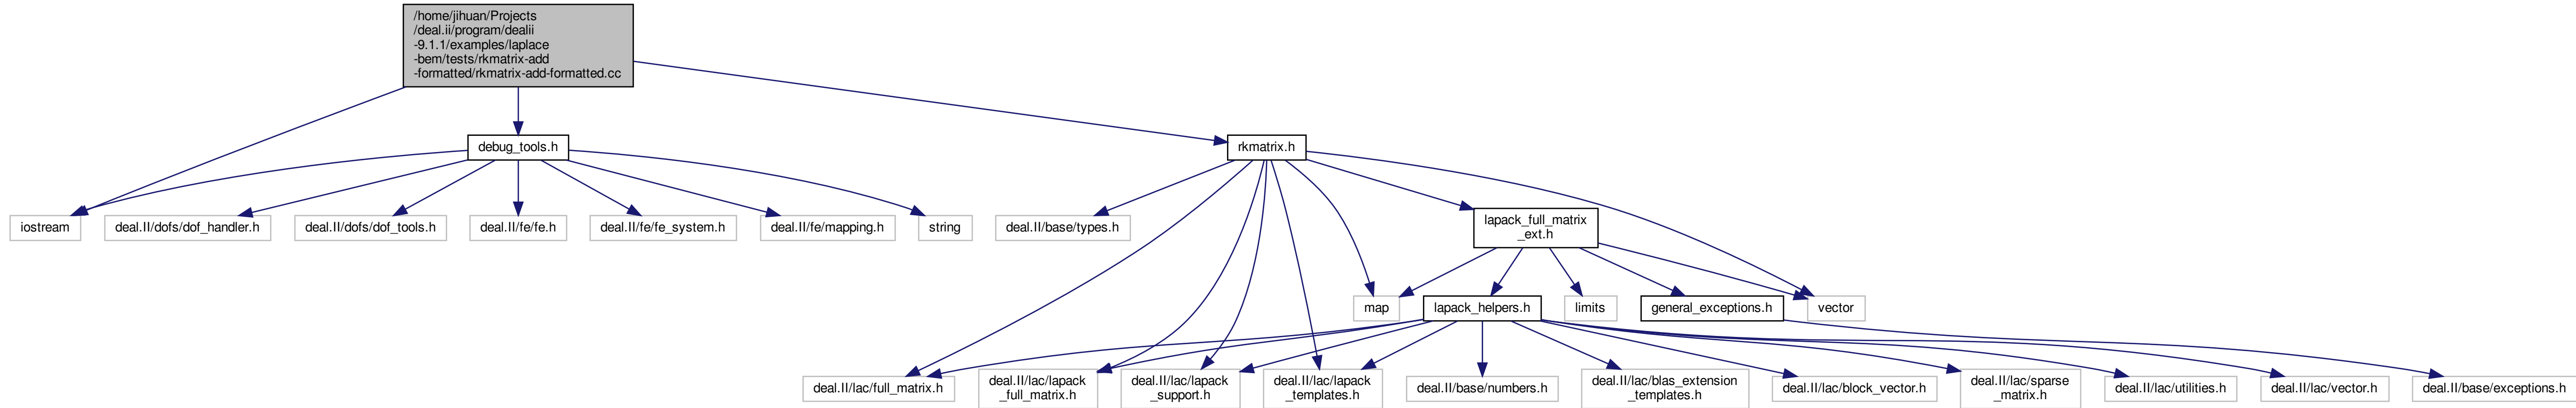 /home/jihuan/Projects
/deal.ii/program/dealii
-9.1.1/examples/laplace
-bem/tests/rkmatrix-add
-formatted/rkmatrix-add-formatted.cc
debug_tools.h
rkmatrix.h
iostream
deal.II/dofs/dof_handler.h
deal.II/dofs/dof_tools.h
deal.II/fe/fe.h
deal.II/fe/fe_system.h
deal.II/fe/mapping.h
string
deal.II/base/types.h
lapack_full_matrix
_ext.h
map
lapack_helpers.h
limits
general_exceptions.h
vector
deal.II/lac/full_matrix.h
deal.II/lac/lapack
_full_matrix.h
deal.II/lac/lapack
_support.h
deal.II/lac/lapack
_templates.h
deal.II/base/numbers.h
deal.II/lac/blas_extension
_templates.h
deal.II/lac/block_vector.h
deal.II/lac/sparse
_matrix.h
deal.II/lac/utilities.h
deal.II/lac/vector.h
deal.II/base/exceptions.h